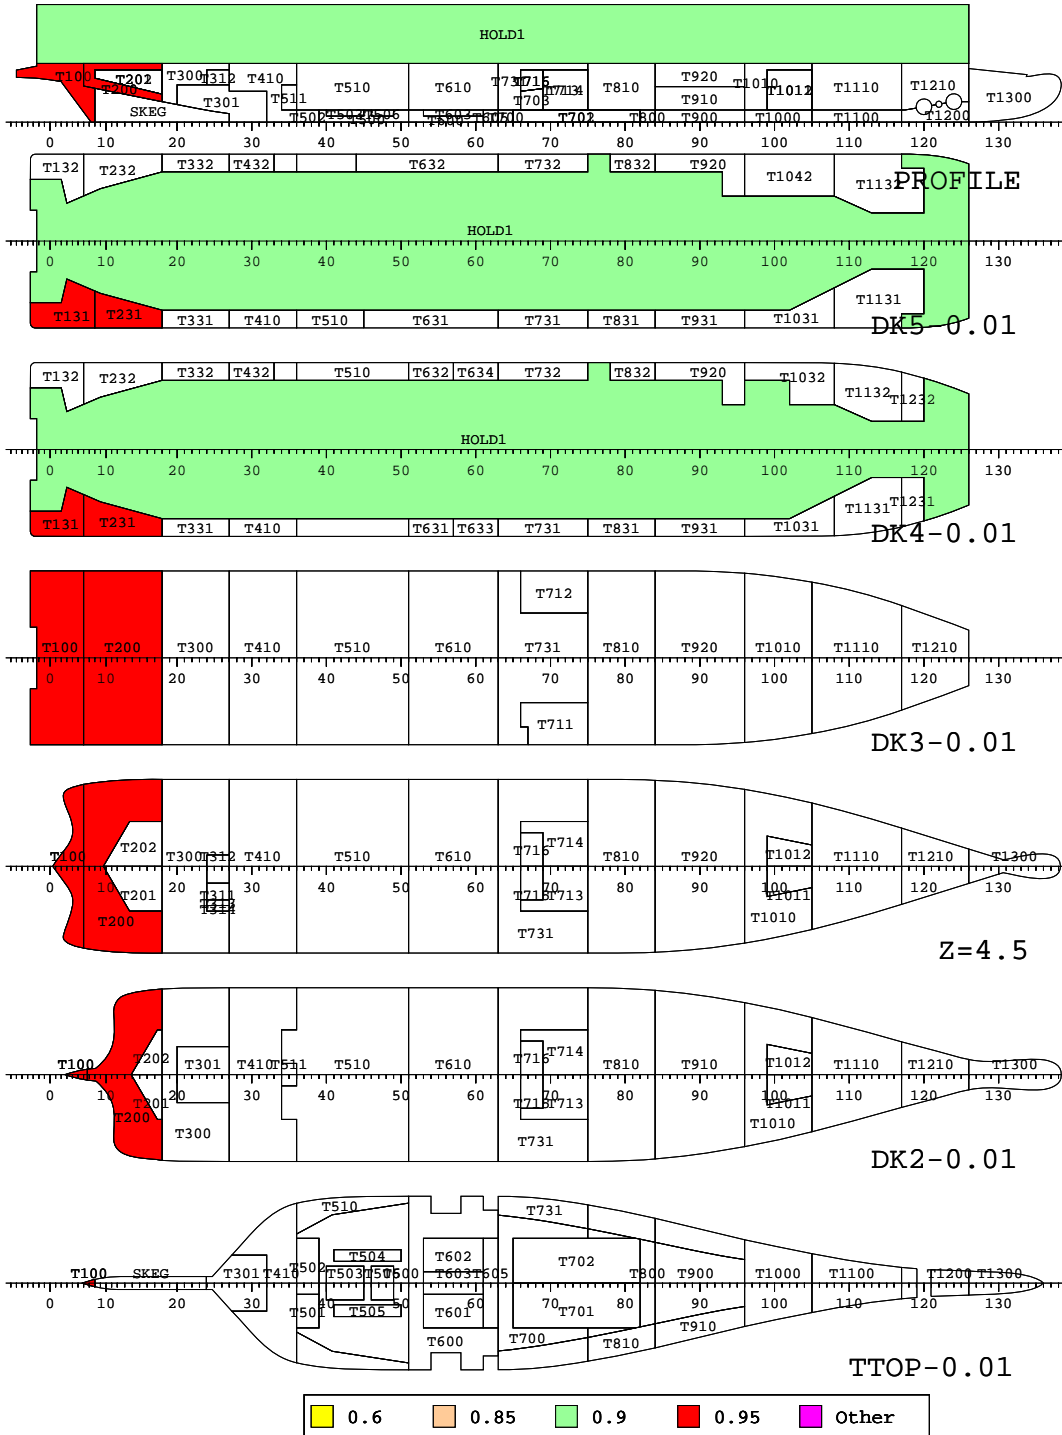 HOLD1
T100 T202 T300 T312 T410 T510 T610 T716 T714 T810 T920 T1010 T1012 T1110 T1210 T1300
T200 T301 T511 T703 T910
SKEG T502 T506 T603 T700 T702 T800 T900 T1000 T1100 T1200
0 10 20 30 40 50 60 70 80 90 100 110 120 130
PROFILE
T132 T232 T332 T432 T632 T732 T832 T920 T1042 T1132
HOLD1
0 10 20 30 40 50 60 70 80 90 100 110 120 130
T131 T231 T331 T410 T510 T631 T731 T831 T931 T1031 T1131
DK5-0.01
T132 T232 T332 T432 T510 T632 T634 T732 T832 T920 T1032 T1132 T1232
HOLD1
0 10 20 30 40 50 60 70 80 90 100 110 120 130
T131 T231 T331 T410 T631 T633 T731 T831 T931 T1031 T1131 T1231
DK4-0.01
T712
T100 T200 T300 T410 T510 T610 T731 T810 T920 T1010 T1110 T1210
0 10 20 30 40 50 60 70 80 90 100 110 120 130
T711
DK3-0.01
T202 T714
T100 T300 T312 T410 T510 T610 T716 T810 T920 T1012 T1110 T1210 T1300
0 10 20 30 40 50 60 70 80 90 100 110 120 130
T201 T311 T713 T1011
T200 T314 T731 T1010
Z=4.5
T202 T714
T100 T301 T410 T511 T510 T610 T716 T810 T910 T1012 T1110 T1210 T1300
0 10 20 30 40 50 60 70 80 90 100 110 120 130
T201 T713 T1011
T200 T300 T731 T1010
DK2-0.01
T510 T731
T504 T602 T702
T100 SKEG T301 T410 T502 T503 T600 T603 T605 T800 T900 T1000 T1100 T1200 T1300
0 10 20 30 40 50 60 70 80 90 100 110 120 130
T501 T505 T601 T701
T600 T700 T810 T910
TTOP-0.01
0.6 0.85 0.9 0.95 Other